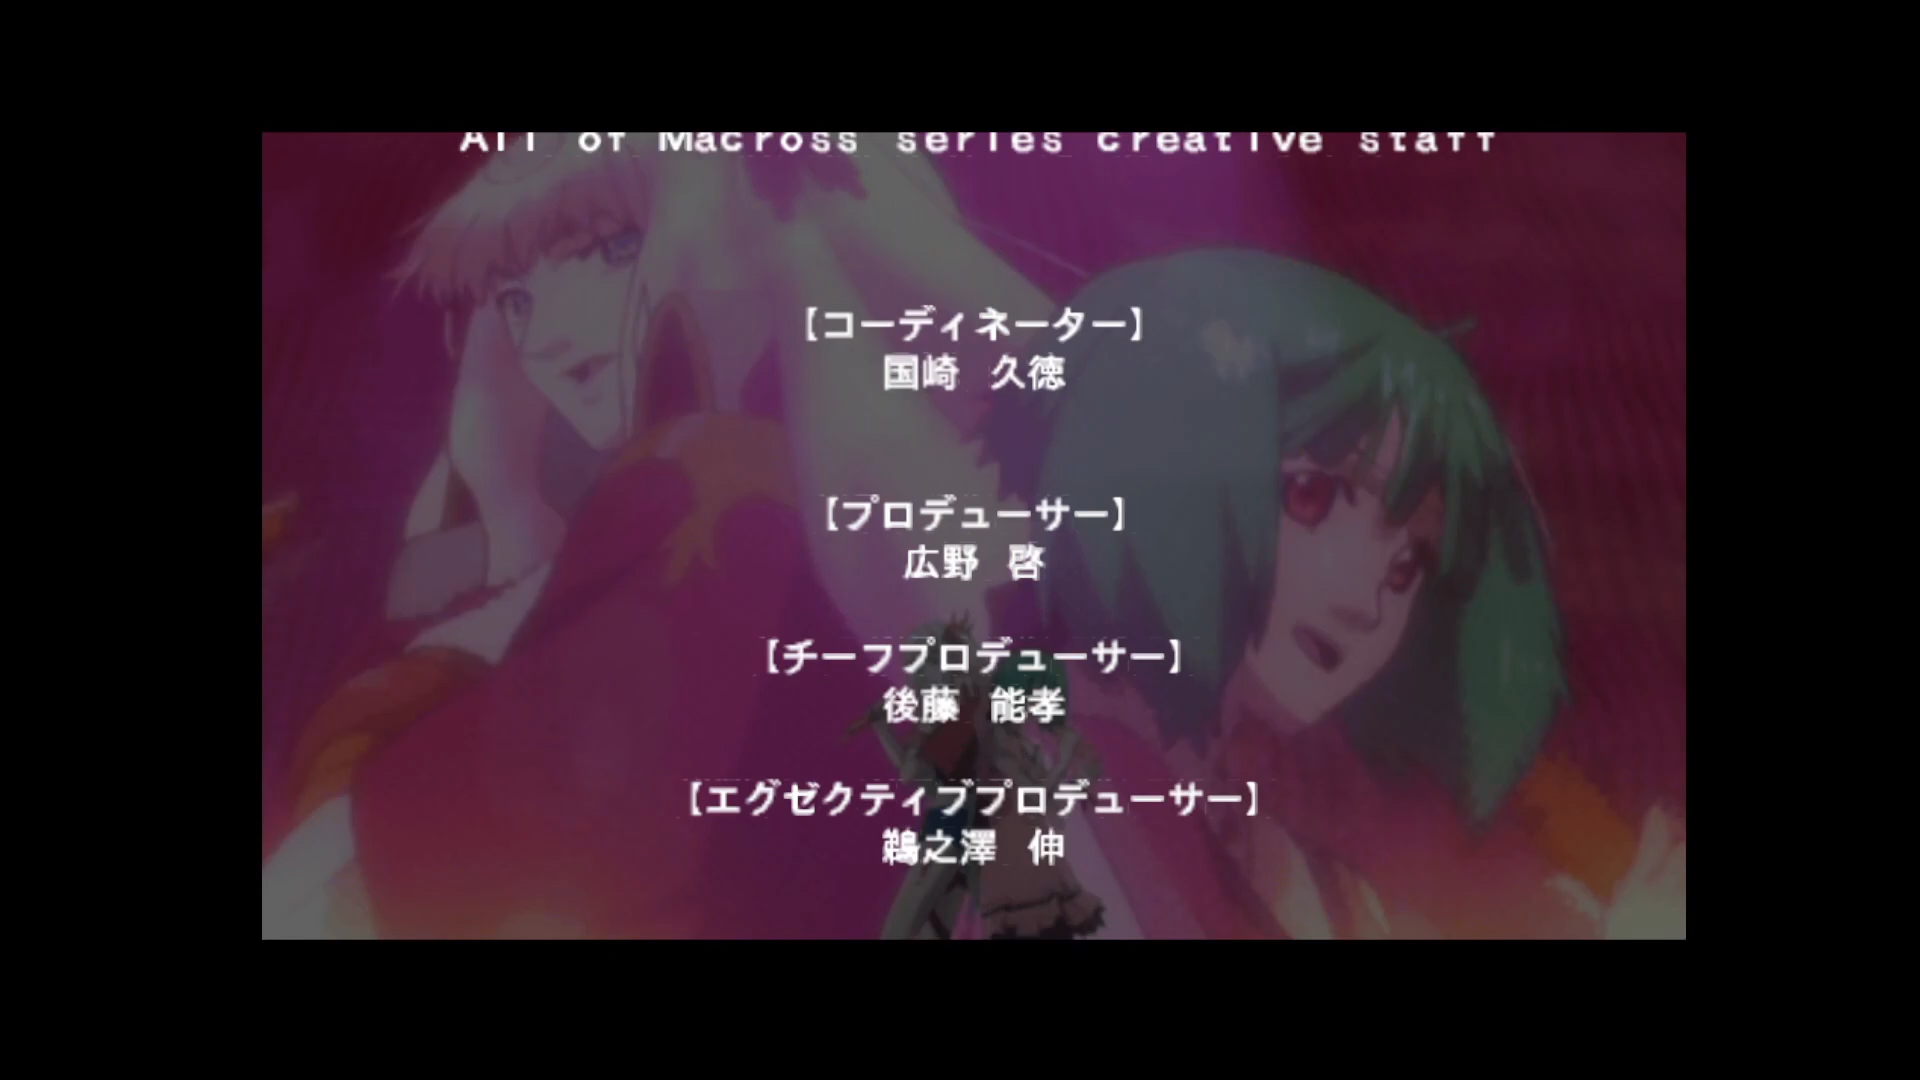 All of Macross series creative staff
【コーディネーター】
国崎 久徳
【プロデューサー】
広野 啓
【チーフプロデューサー】
後藤 能孝
【エグゼクティブプロデューサー】
鵜之澤 伸